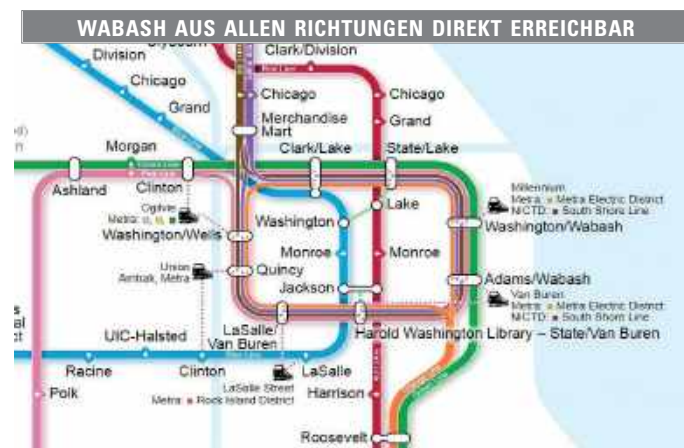 WABASH AUS ALLEN RICHTUNGEN DIREKT ERREICHBAR
Division
Clark/Division
Chicago
Grand
Chicago
Merchandise
Mart
Chicago
Grand
Morgan
Clark/Lake
State/Lake
Ashland
Clinton
Ogilvie
Metra:
Washington/Wells
Washington
Lake
Millennium
Metra: Metra Electric District
NICTD: South Shore Line
Washington/Wabash
Union
Amtrak, Metra
Quincy
Monroe
Monroe
Jackson
Adams/Wabash
Van Buren
Metra: Metra Electric District
NICTD: South Shore Line
LaSalle/
Van Buren
Harold Washington Library – State/Van Buren
UIC-Halsted
Racine
Clinton
LaSalle
Polk
LaSalle Street
Metra: Rock Island District
Harrison
Roosevelt